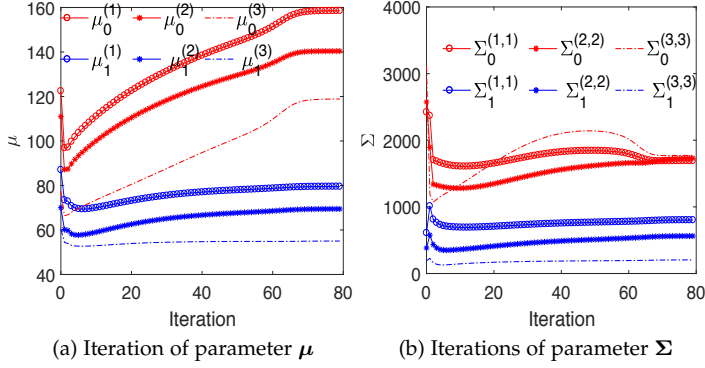 160
140
120
100
80
60
40
μ
μ₀⁽¹⁾ μ₀⁽²⁾ μ₀⁽³⁾
μ₁⁽¹⁾ μ₁⁽²⁾ μ₁⁽³⁾
0 20 40 60 80
Iteration
(a) Iteration of parameter μ
4000
3000
2000
1000
0
Σ
Σ₀⁽¹,¹⁾ Σ₀⁽²,²⁾ Σ₀⁽³,³⁾
Σ₁⁽¹,¹⁾ Σ₁⁽²,²⁾ Σ₁⁽³,³⁾
0 20 40 60 80
Iteration
(b) Iterations of parameter Σ